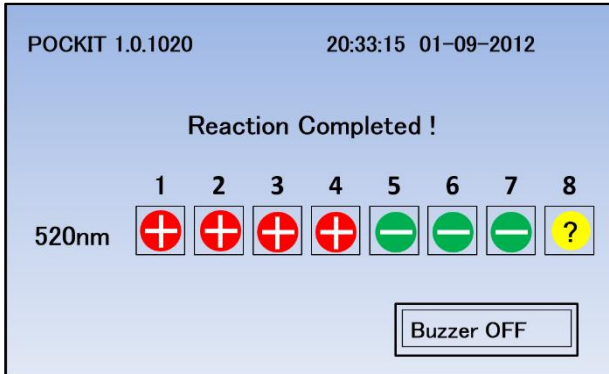 POCKIT 1.0.1020 20:33:15 01-09-2012
Reaction Completed !
1 2 3 4 5 6 7 8
520nm + + + + − − − ?
Buzzer OFF